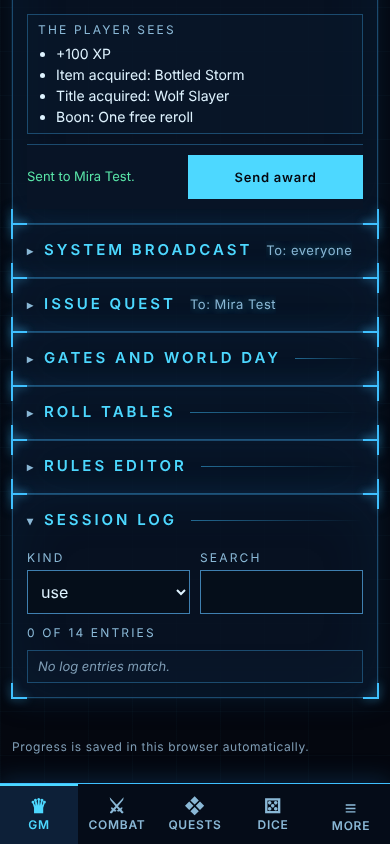 THE PLAYER SEES
+100 XP
Item acquired: Bottled Storm
Title acquired: Wolf Slayer
Boon: One free reroll
Sent to Mira Test. Send award
SYSTEM BROADCAST To: everyone
ISSUE QUEST To: Mira Test
GATES AND WORLD DAY
ROLL TABLES
RULES EDITOR
SESSION LOG
KIND SEARCH
use
0 OF 14 ENTRIES
No log entries match.
Progress is saved in this browser automatically.
GM COMBAT QUESTS DICE MORE